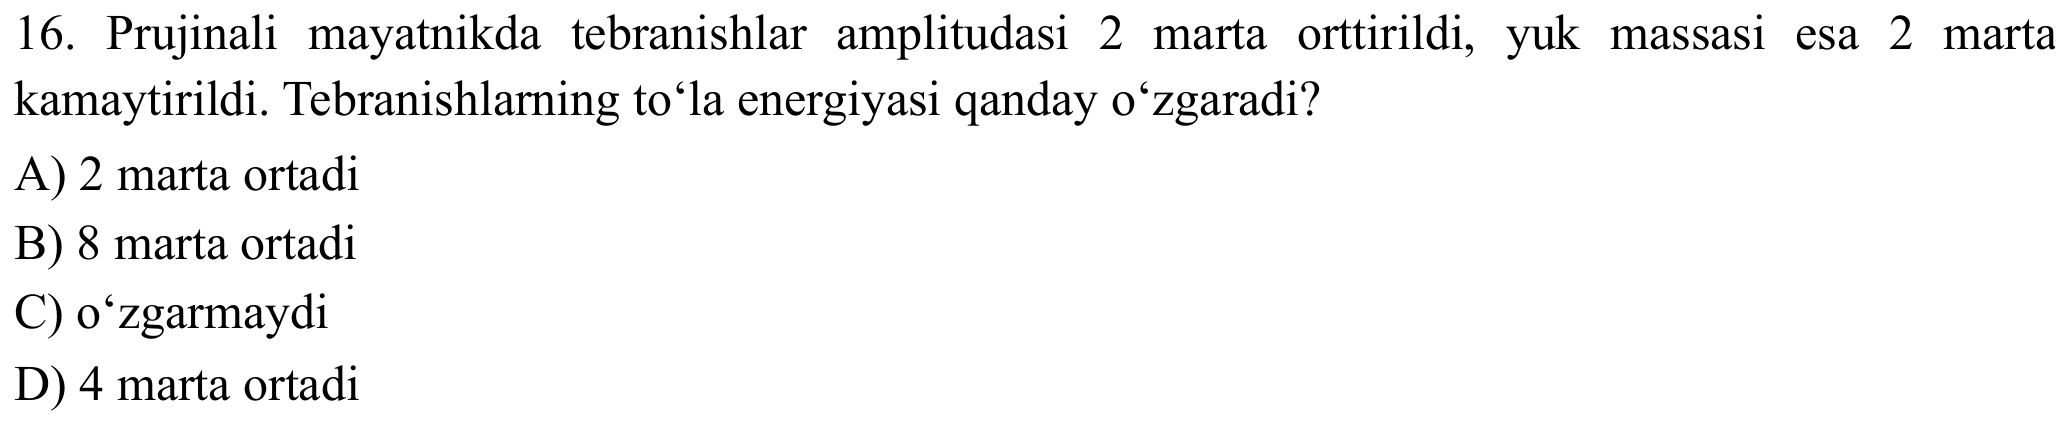 16. Prujinali mayatnikda tebranishlar amplitudasi 2 marta orttirildi, yuk massasi esa 2 marta
kamaytirildi. Tebranishlarning to‘la energiyasi qanday o‘zgaradi?
A) 2 marta ortadi
B) 8 marta ortadi
C) o‘zgarmaydi
D) 4 marta ortadi